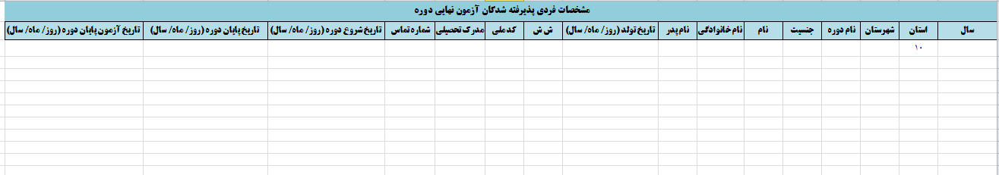 مشخصات فردی پذیرفته شدگان آزمون نهایی دوره
سال استان شهرستان نام دوره جنسیت نام نام خانوادگی نام پدر تاریخ تولد (روز/ ماه/ سال) ش ش کد ملی مدرک تحصیلی شماره تماس تاریخ شروع دوره (روز/ ماه/ سال) تاریخ پایان دوره (روز/ ماه/ سال) تاریخ آزمون پایان دوره (روز/ ماه/ سال)
۱۰